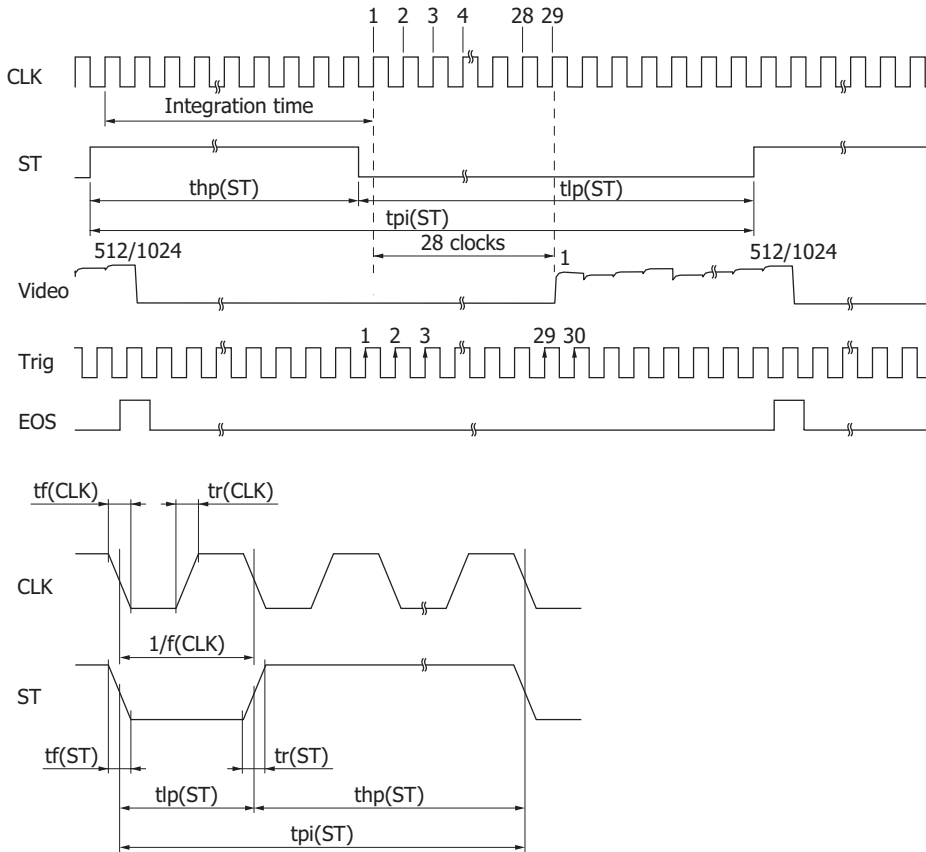 1 2 3 4 28 29
CLK
Integration time
ST
thp(ST) tlp(ST)
tpi(ST)
512/1024 28 clocks 1 512/1024
Video
1 2 3 29 30
Trig
EOS
tf(CLK) tr(CLK)
CLK
1/f(CLK)
ST
tf(ST) tr(ST)
tlp(ST) thp(ST)
tpi(ST)